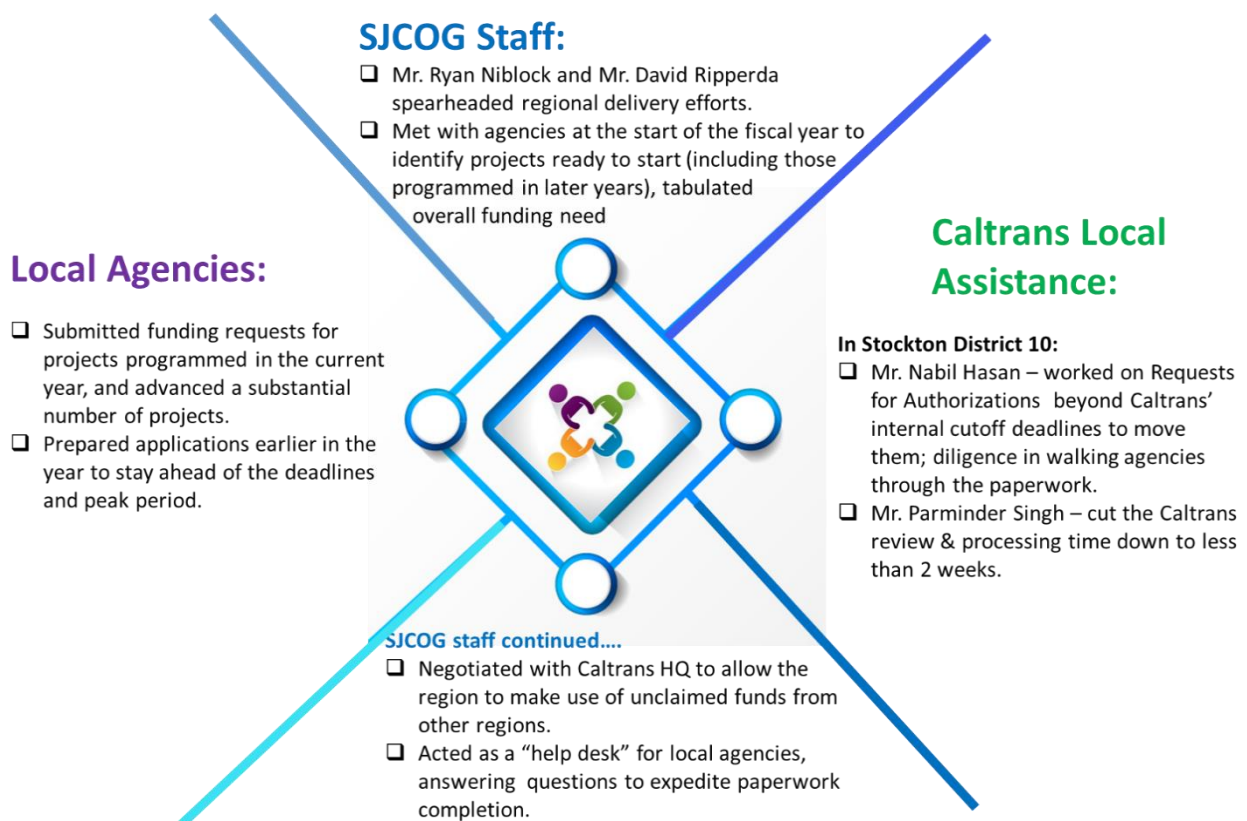 SJCOG Staff:
❑ Mr. Ryan Niblock and Mr. David Ripperda
spearheaded regional delivery efforts.
❑ Met with agencies at the start of the fiscal year to
identify projects ready to start (including those
programmed in later years), tabulated
overall funding need
Local Agencies:
❑ Submitted funding requests for
projects programmed in the current
year, and advanced a substantial
number of projects.
❑ Prepared applications earlier in the
year to stay ahead of the deadlines
and peak period.
Caltrans Local
Assistance:
In Stockton District 10:
❑ Mr. Nabil Hasan – worked on Requests
for Authorizations beyond Caltrans’
internal cutoff deadlines to move
them; diligence in walking agencies
through the paperwork.
❑ Mr. Parminder Singh – cut the Caltrans
review & processing time down to less
than 2 weeks.
SJCOG staff continued….
❑ Negotiated with Caltrans HQ to allow the
region to make use of unclaimed funds from
other regions.
❑ Acted as a “help desk” for local agencies,
answering questions to expedite paperwork
completion.